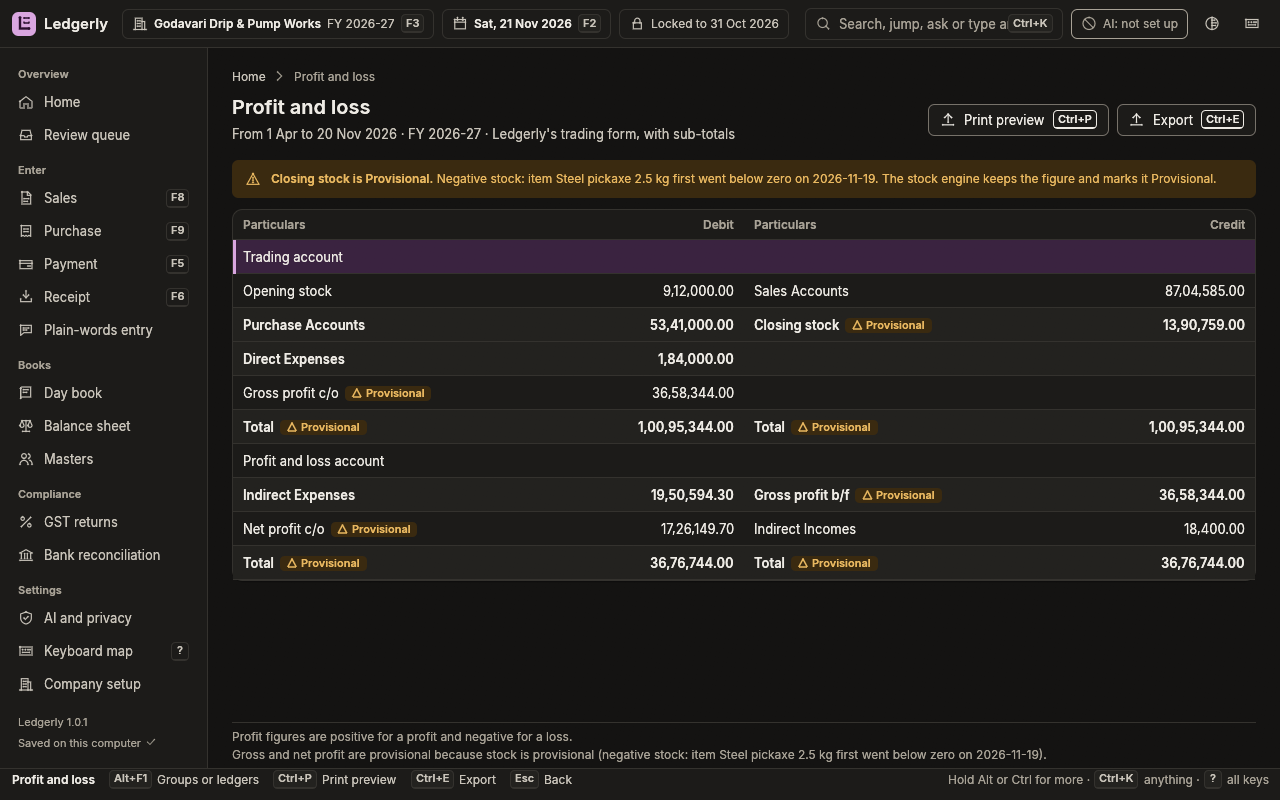 Ledgerly
Godavari Drip & Pump Works FY 2026-27 F3
Sat, 21 Nov 2026 F2
Locked to 31 Oct 2026
Search, jump, ask or type a Ctrl+K
AI: not set up
Overview
Home
Review queue
Enter
Sales F8
Purchase F9
Payment F5
Receipt F6
Plain-words entry
Books
Day book
Balance sheet
Masters
Compliance
GST returns
Bank reconciliation
Settings
AI and privacy
Keyboard map ?
Company setup
Ledgerly 1.0.1
Saved on this computer
Home Profit and loss
Profit and loss
From 1 Apr to 20 Nov 2026 · FY 2026-27 · Ledgerly's trading form, with sub-totals
Print preview Ctrl+P
Export Ctrl+E
Closing stock is Provisional. Negative stock: item Steel pickaxe 2.5 kg first went below zero on 2026-11-19. The stock engine keeps the figure and marks it Provisional.
Particulars Debit Particulars Credit
Trading account
Opening stock 9,12,000.00 Sales Accounts 87,04,585.00
Purchase Accounts 53,41,000.00 Closing stock Provisional 13,90,759.00
Direct Expenses 1,84,000.00
Gross profit c/o Provisional 36,58,344.00
Total Provisional 1,00,95,344.00 Total Provisional 1,00,95,344.00
Profit and loss account
Indirect Expenses 19,50,594.30 Gross profit b/f Provisional 36,58,344.00
Net profit c/o Provisional 17,26,149.70 Indirect Incomes 18,400.00
Total Provisional 36,76,744.00 Total Provisional 36,76,744.00
Profit figures are positive for a profit and negative for a loss.
Gross and net profit are provisional because stock is provisional (negative stock: item Steel pickaxe 2.5 kg first went below zero on 2026-11-19).
Profit and loss Alt+F1 Groups or ledgers Ctrl+P Print preview Ctrl+E Export Esc Back
Hold Alt or Ctrl for more · Ctrl+K anything · ? all keys